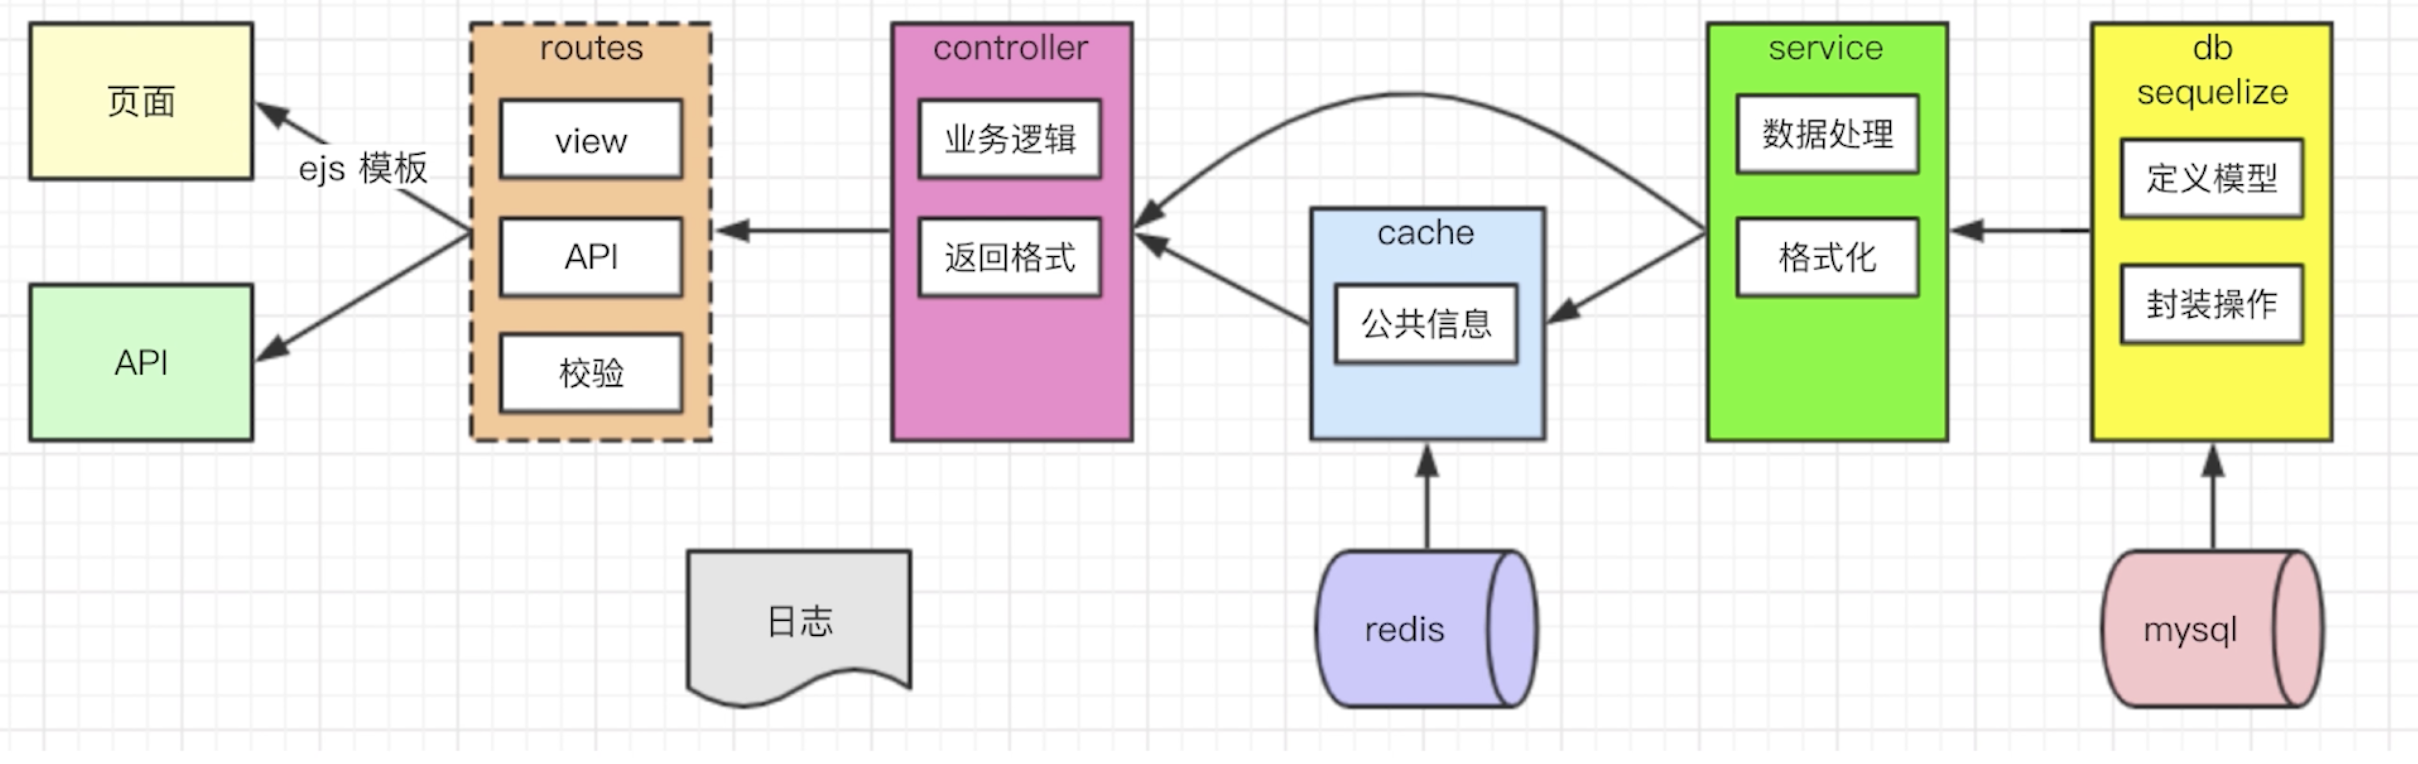 页面
API
ejs 模板
routes
view
API
校验
controller
业务逻辑
返回格式
cache
公共信息
service
数据处理
格式化
db
sequelize
定义模型
封装操作
日志
redis
mysql